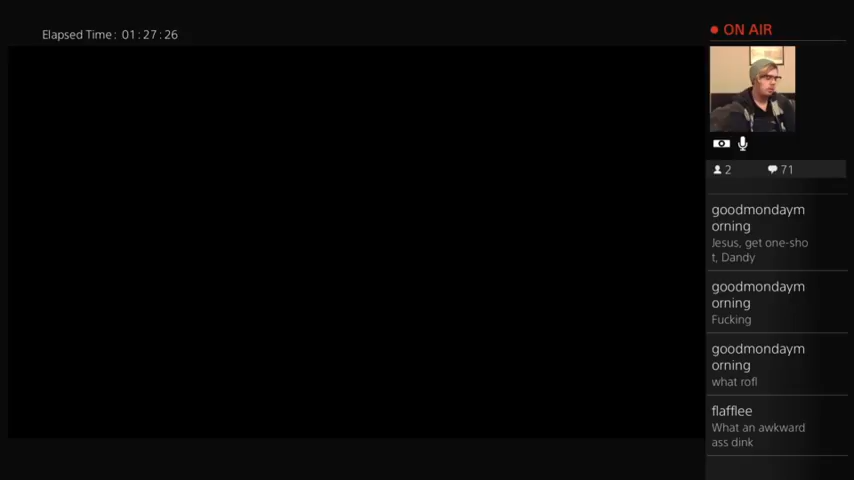 Elapsed Time: 01:27:26
ON AIR
2
71
goodmondaym
orning
Jesus, get one-sho
t, Dandy
goodmondaym
orning
Fucking
goodmondaym
orning
what rofl
flafflee
What an awkward
ass dink